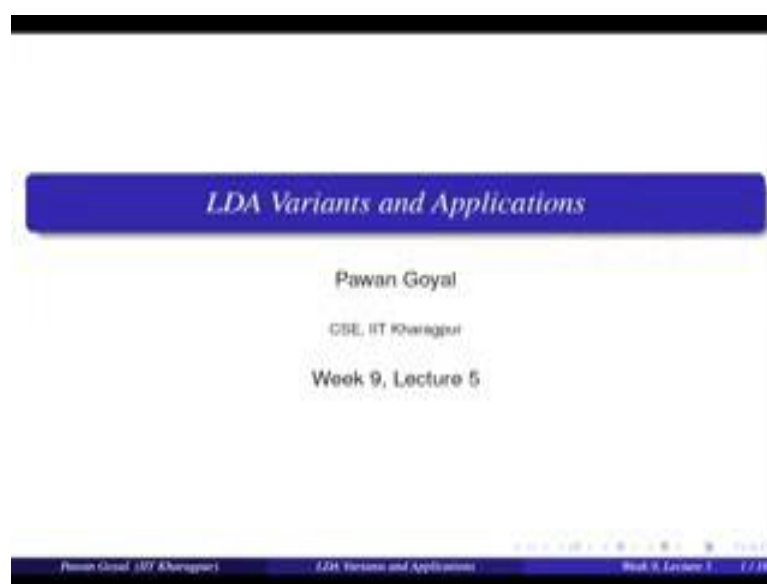 LDA Variants and Applications
Pawan Goyal
CSE, IIT Kharagpur
Week 9, Lecture 5
Pawan Goyal (IIT Kharagpur) LDA Variants and Applications Week 9, Lecture 5